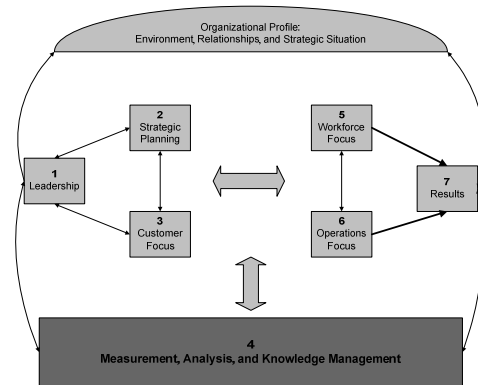 Organizational Profile:
Environment, Relationships, and Strategic Situation
2
Strategic
Planning
5
Workforce
Focus
1
Leadership
7
Results
3
Customer
Focus
6
Operations
Focus
4
Measurement, Analysis, and Knowledge Management